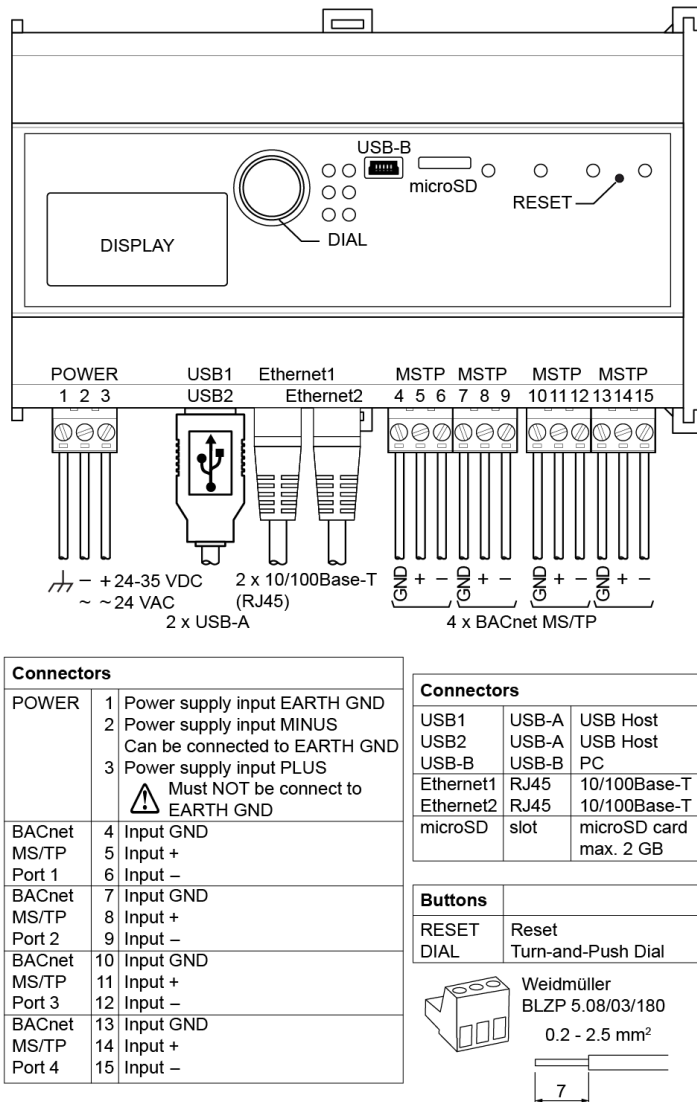 USB-B
microSD
RESET
DISPLAY
DIAL
POWER USB1 Ethernet1 MSTP MSTP MSTP MSTP
1 2 3 USB2 Ethernet2 4 5 6 7 8 9 10 11 12 13 14 15
− + 24-35 VDC
~ ~ 24 VAC
2 x USB-A
2 x 10/100Base-T
(RJ45)
GND + − GND + − GND + − GND + −
4 x BACnet MS/TP
Connectors
POWER 1 Power supply input EARTH GND
2 Power supply input MINUS
Can be connected to EARTH GND
3 Power supply input PLUS
Must NOT be connect to
EARTH GND
BACnet 4 Input GND
MS/TP 5 Input +
Port 1 6 Input –
BACnet 7 Input GND
MS/TP 8 Input +
Port 2 9 Input –
BACnet 10 Input GND
MS/TP 11 Input +
Port 3 12 Input –
BACnet 13 Input GND
MS/TP 14 Input +
Port 4 15 Input –
Connectors
USB1 USB-A USB Host
USB2 USB-A USB Host
USB-B USB-B PC
Ethernet1 RJ45 10/100Base-T
Ethernet2 RJ45 10/100Base-T
microSD slot microSD card
max. 2 GB
Buttons
RESET Reset
DIAL Turn-and-Push Dial
Weidmüller
BLZP 5.08/03/180
0.2 - 2.5 mm²
7